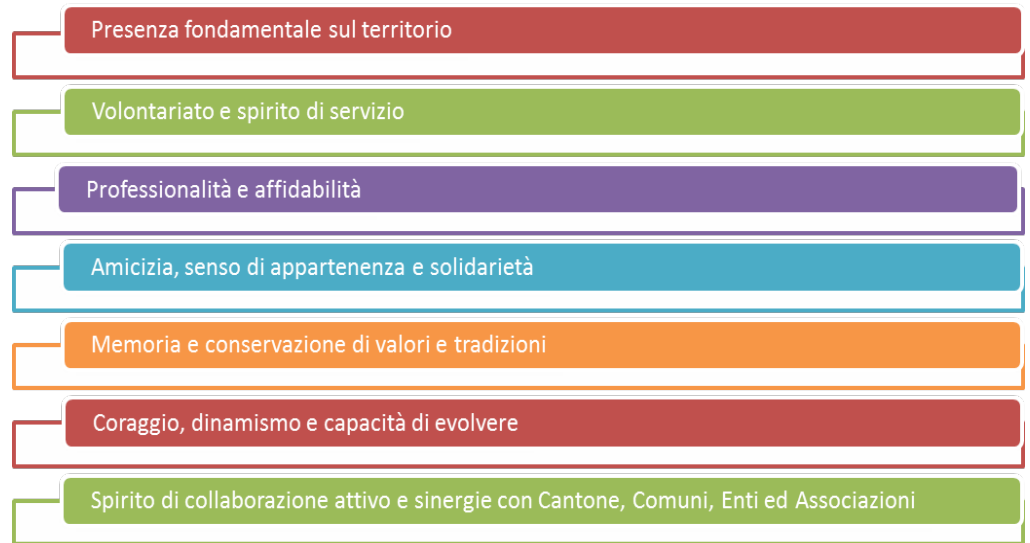 Presenza fondamentale sul territorio
Volontariato e spirito di servizio
Professionalità e affidabilità
Amicizia, senso di appartenenza e solidarietà
Memoria e conservazione di valori e tradizioni
Coraggio, dinamismo e capacità di evolvere
Spirito di collaborazione attivo e sinergie con Cantone, Comuni, Enti ed Associazioni